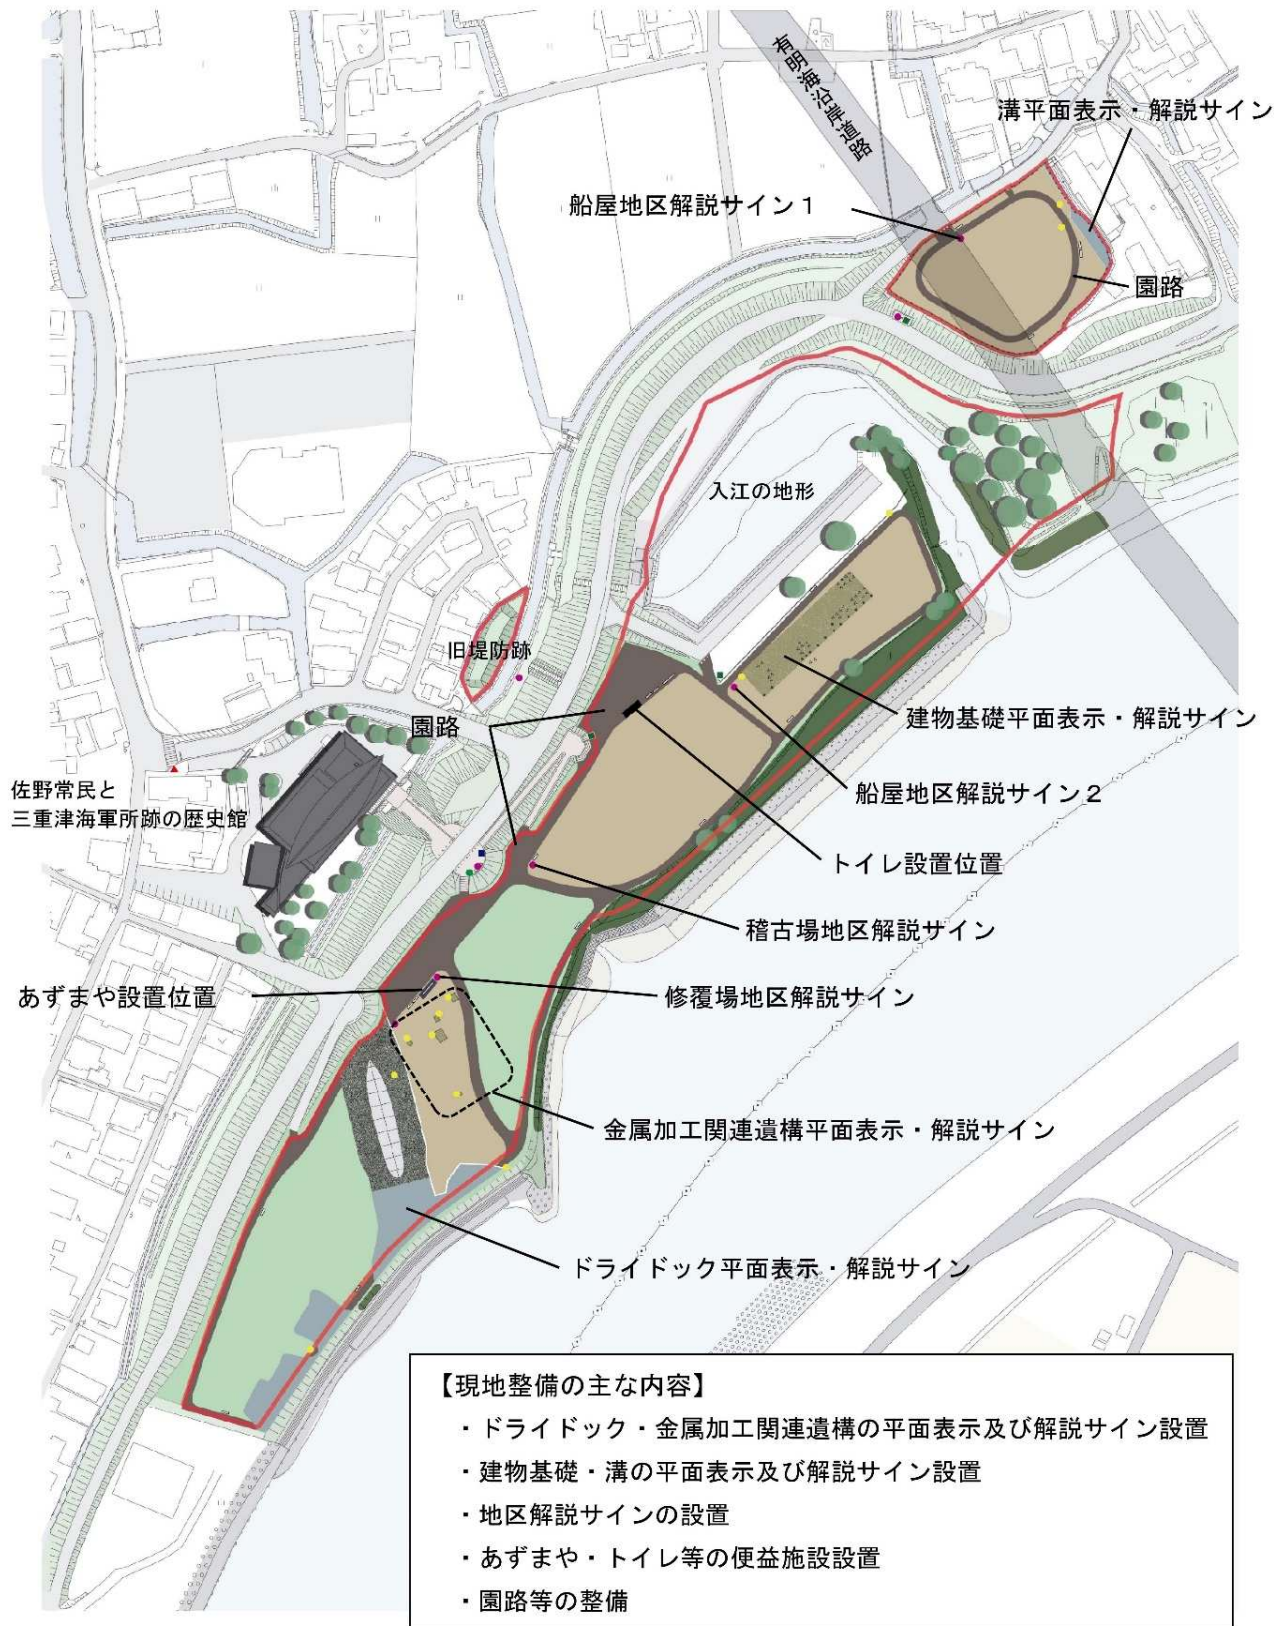 有明海沿岸道路
溝平面表示・解説サイン
船屋地区解説サイン１
園路
入江の地形
旧堤防跡
園路
建物基礎平面表示・解説サイン
佐野常民と
三重津海軍所跡の歴史館
船屋地区解説サイン２
トイレ設置位置
稽古場地区解説サイン
あずまや設置位置
修覆場地区解説サイン
金属加工関連遺構平面表示・解説サイン
ドライドック平面表示・解説サイン
【現地整備の主な内容】
・ドライドック・金属加工関連遺構の平面表示及び解説サイン設置
・建物基礎・溝の平面表示及び解説サイン設置
・地区解説サインの設置
・あずまや・トイレ等の便益施設設置
・園路等の整備